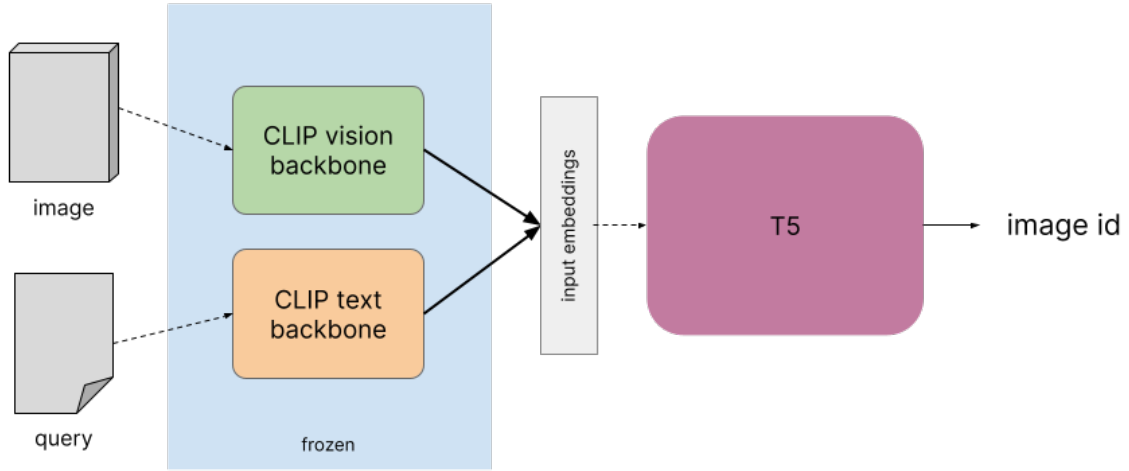 image
CLIP vision
backbone
query
CLIP text
backbone
frozen
input embeddings
T5
image id